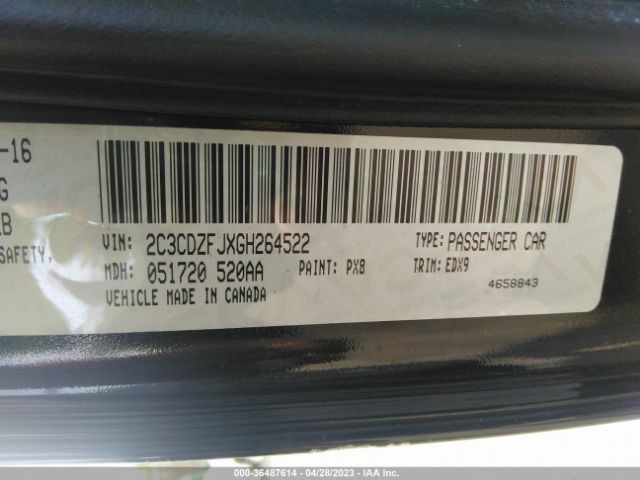 -16
G
LB
SAFETY,
VIN: 2C3CDZFJXGH264522
TYPE: PASSENGER CAR
MDH: 051720 520AA
PAINT: PX8
TRIM: EDX9
VEHICLE MADE IN CANADA
4658843
000-36487614 - 04/28/2023 - IAA Inc.